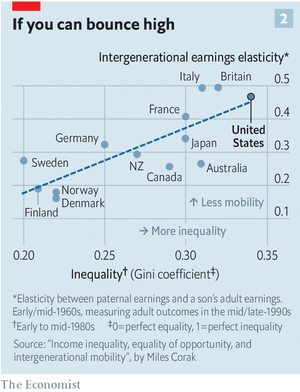 If you can bounce high
2
Intergenerational earnings elasticity*
Italy
Britain
0.5
France
0.4
United
States
Germany
Japan
0.3
Sweden
NZ
Canada
Australia
0.2
Norway
Denmark
Finland
↑ Less mobility
0.1
→ More inequality
0.20
0.25
0.30
0.35
Inequality† (Gini coefficient‡)
*Elasticity between paternal earnings and a son's adult earnings.
Early/mid-1960s, measuring adult outcomes in the mid/late-1990s
†Early to mid-1980s ‡0=perfect equality, 1=perfect inequality
Source: “Income inequality, equality of opportunity, and
intergenerational mobility”, by Miles Corak
The Economist